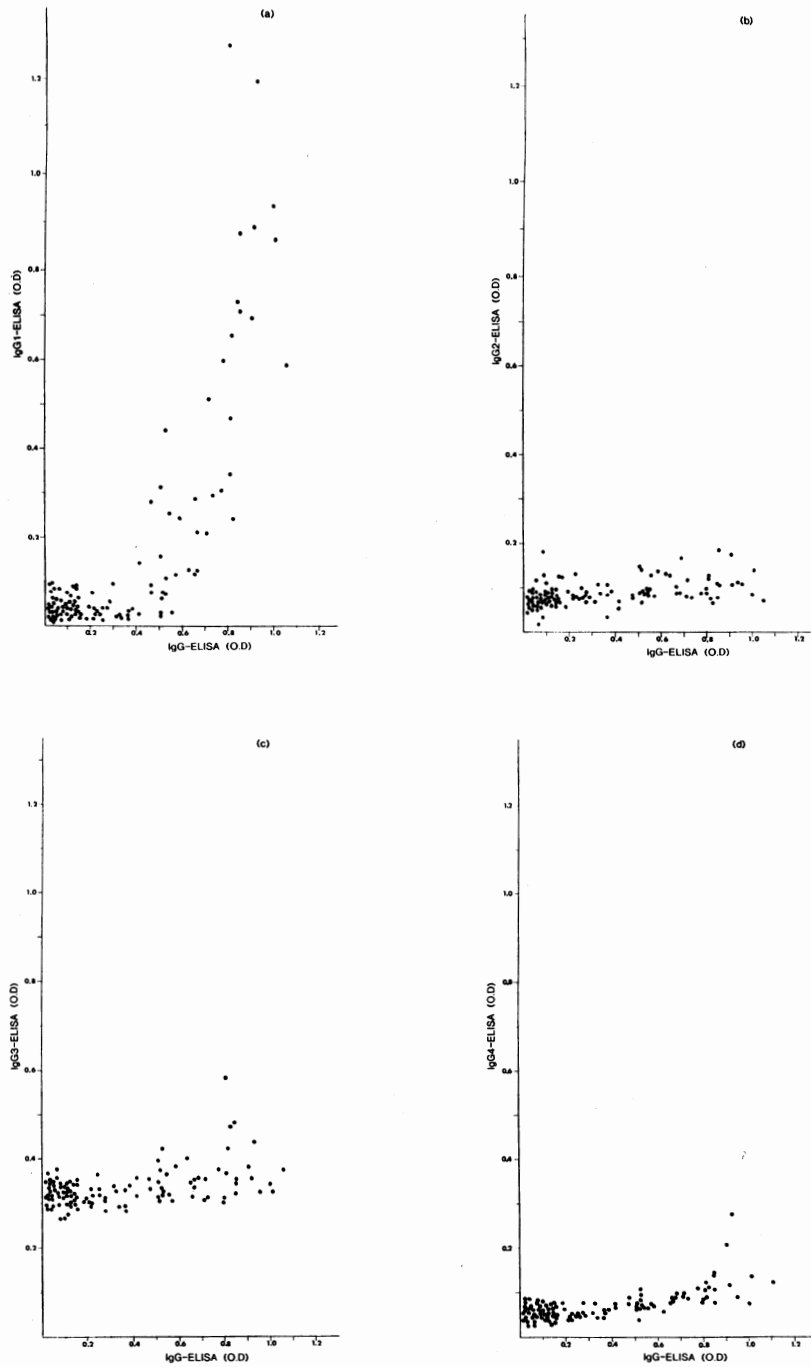 (a)
1.2
1.0
0.8
0.6
0.4
0.2
IgG1-ELISA (O.D)
0.2 0.4 0.6 0.8 1.0 1.2
IgG-ELISA (O.D)
(b)
1.2
1.0
0.8
0.6
0.4
0.2
IgG2-ELISA (O.D)
0.2 0.4 0.6 0.8 1.0 1.2
IgG-ELISA (O.D)
(c)
1.2
1.0
0.8
0.6
0.4
0.2
IgG3-ELISA (O.D)
0.2 0.4 0.6 0.8 1.0 1.2
IgG-ELISA (O.D)
(d)
1.2
1.0
0.8
0.6
0.4
0.2
IgG4-ELISA (O.D)
0.2 0.4 0.6 0.8 1.0 1.2
IgG-ELISA (O.D)